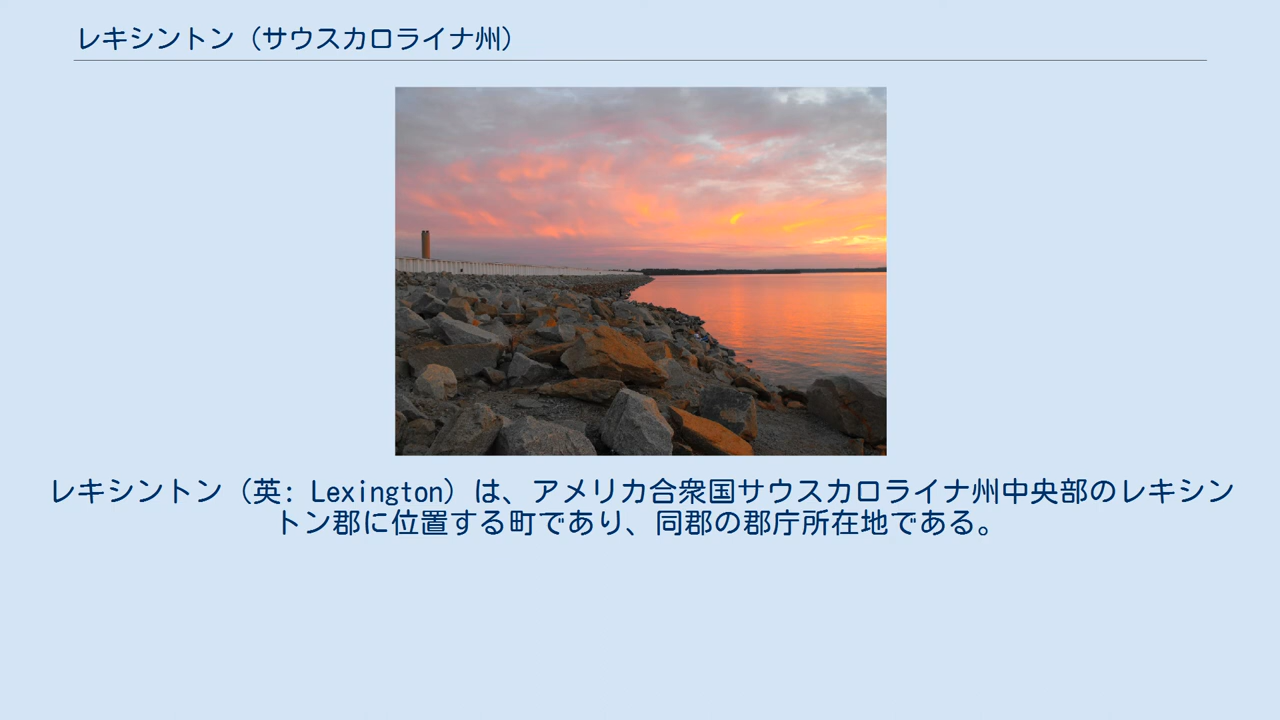 レキシントン（サウスカロライナ州）
レキシントン（英: Lexington）は、アメリカ合衆国サウスカロライナ州中央部のレキシン
トン郡に位置する町であり、同郡の郡庁所在地である。